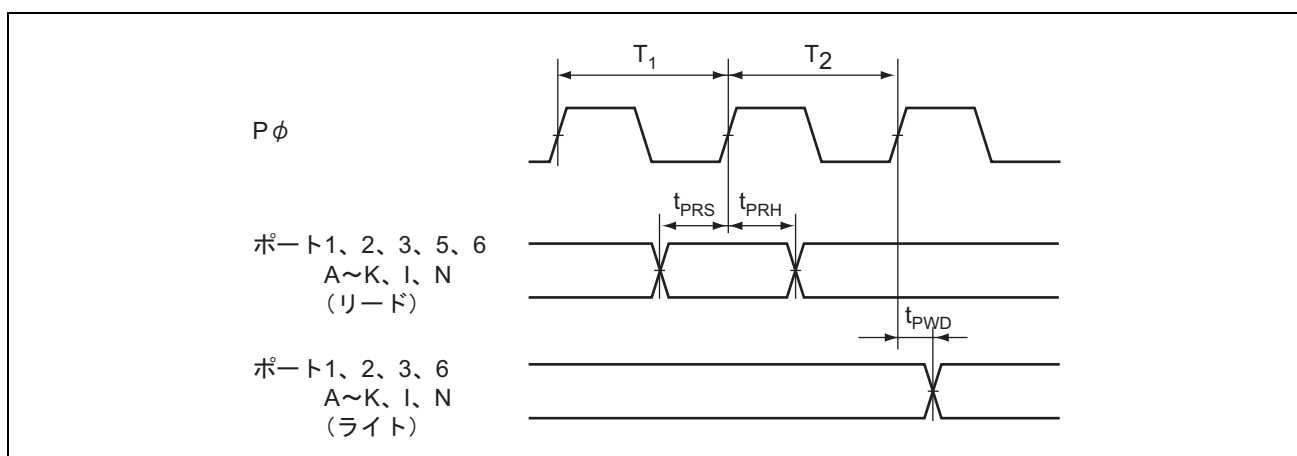 T1
T2
Pφ
tPRS
tPRH
ポート1、2、3、5、6
A～K、I、N
（リード）
tPWD
ポート1、2、3、6
A～K、I、N
（ライト）